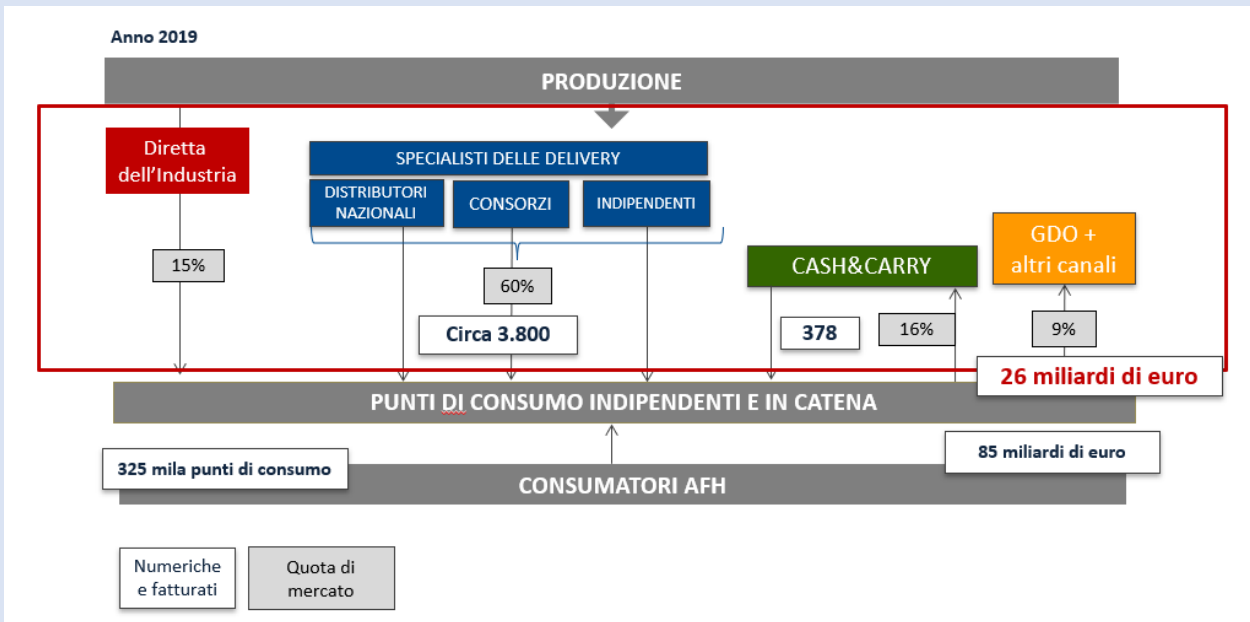 Anno 2019
PRODUZIONE
Diretta
dell'Industria
SPECIALISTI DELLE DELIVERY
DISTRIBUTORI
NAZIONALI
CONSORZI
INDIPENDENTI
CASH&CARRY
GDO +
altri canali
15%
60%
Circa 3.800
378
16%
9%
26 miliardi di euro
PUNTI DI CONSUMO INDIPENDENTI E IN CATENA
325 mila punti di consumo
85 miliardi di euro
CONSUMATORI AFH
Numeriche
e fatturati
Quota di
mercato